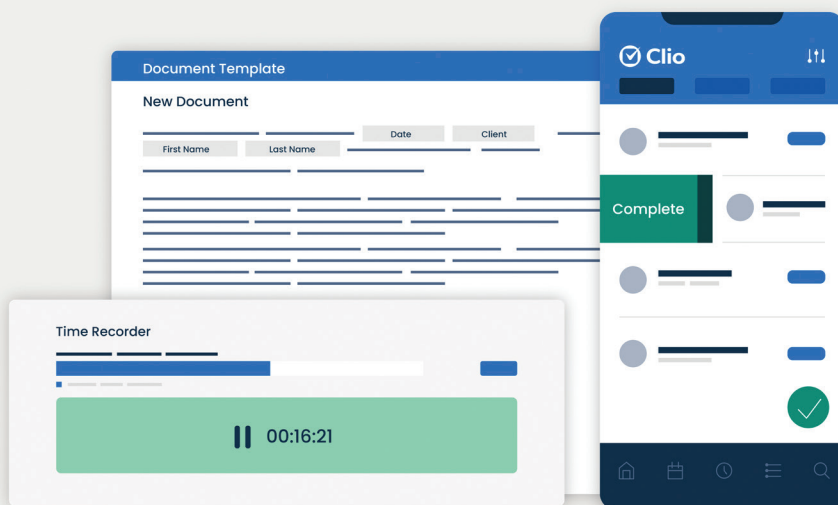 Document Template
New Document
Date
Client
First Name
Last Name
Time Recorder
00:16:21
Clio
Complete